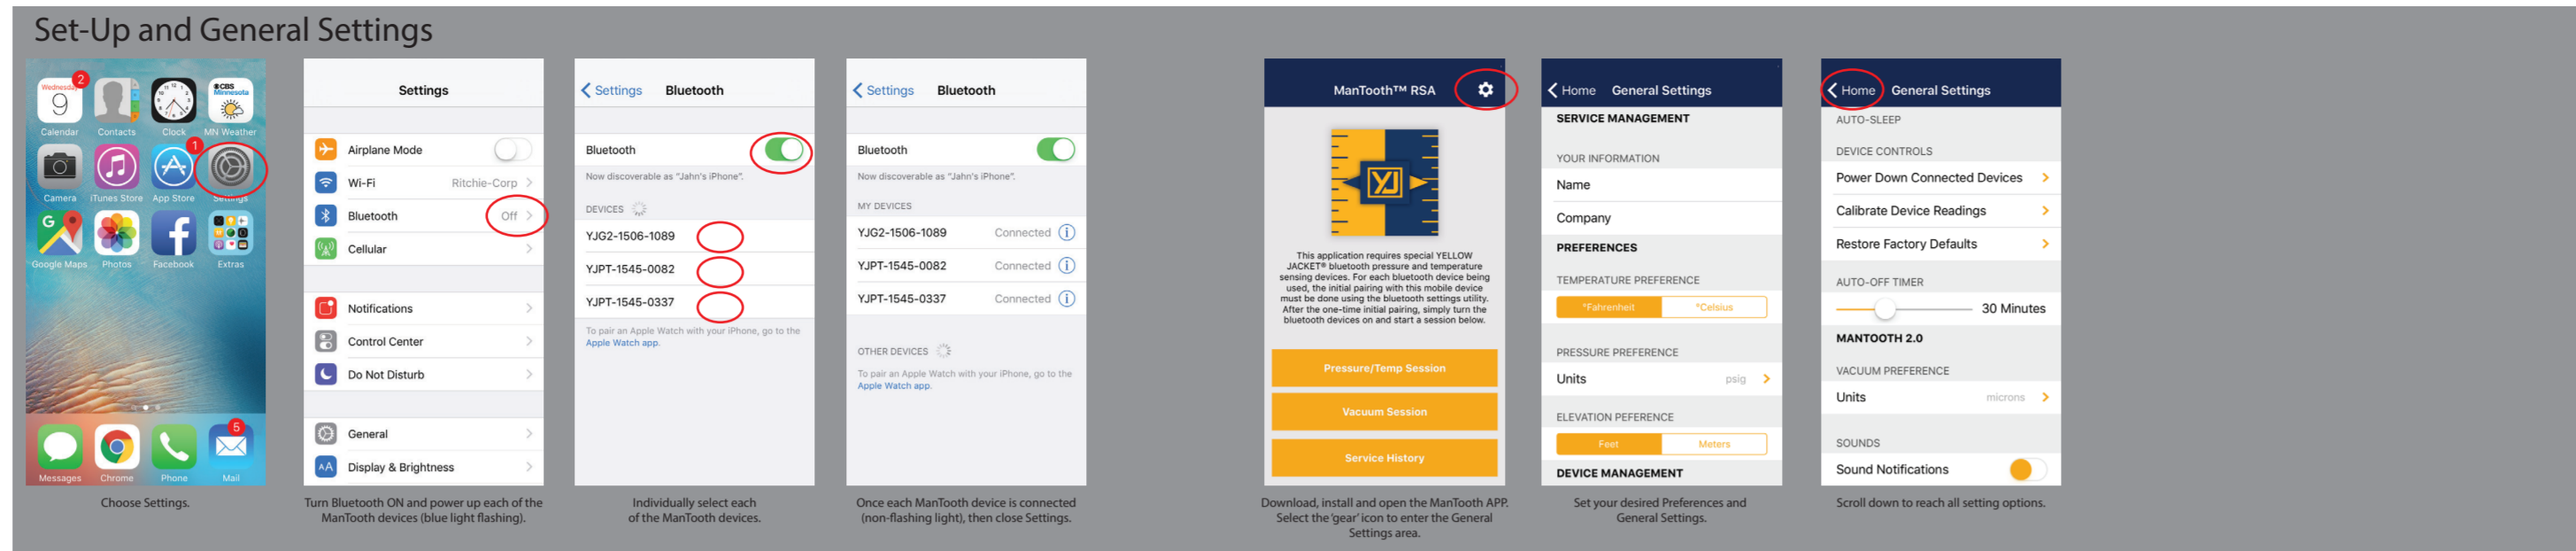 Set-Up and General Settings
2
Wednesday
9
Calendar
Contacts
Clock
CBS
Minnesota
MN Weather
1
Camera
iTunes Store
App Store
Settings
G
Google Maps
Photos
Facebook
Extras
5
Messages
Chrome
Phone
Mail
Choose Settings.
Settings
Airplane Mode
Wi-Fi Ritchie-Corp
Bluetooth Off
Cellular
Notifications
Control Center
Do Not Disturb
General
AA Display & Brightness
Turn Bluetooth ON and power up each of the
ManTooth devices (blue light flashing).
Settings Bluetooth
Bluetooth
Now discoverable as "Jahn's iPhone".
DEVICES
YJG2-1506-1089
YJPT-1545-0082
YJPT-1545-0337
To pair an Apple Watch with your iPhone, go to the
Apple Watch app.
Individually select each
of the ManTooth devices.
Settings Bluetooth
Bluetooth
Now discoverable as "Jahn's iPhone".
MY DEVICES
YJG2-1506-1089 Connected i
YJPT-1545-0082 Connected i
YJPT-1545-0337 Connected i
OTHER DEVICES
To pair an Apple Watch with your iPhone, go to the
Apple Watch app.
Once each ManTooth device is connected
(non-flashing light), then close Settings.
ManTooth™ RSA
YJ
This application requires special YELLOW
JACKET® bluetooth pressure and temperature
sensing devices. For each bluetooth device being
used, the initial pairing with this mobile device
must be done using the bluetooth settings utility.
After the one-time initial pairing, simply turn the
bluetooth devices on and start a session below.
Pressure/Temp Session
Vacuum Session
Service History
Download, install and open the ManTooth APP.
Select the 'gear' icon to enter the General
Settings area.
Home General Settings
SERVICE MANAGEMENT
YOUR INFORMATION
Name
Company
PREFERENCES
TEMPERATURE PREFERENCE
°Fahrenheit °Celsius
PRESSURE PREFERENCE
Units psig
ELEVATION PEFERENCE
Feet Meters
DEVICE MANAGEMENT
Set your desired Preferences and
General Settings.
Home General Settings
AUTO-SLEEP
DEVICE CONTROLS
Power Down Connected Devices
Calibrate Device Readings
Restore Factory Defaults
AUTO-OFF TIMER
30 Minutes
MANTOOTH 2.0
VACUUM PREFERENCE
Units microns
SOUNDS
Sound Notifications
Scroll down to reach all setting options.